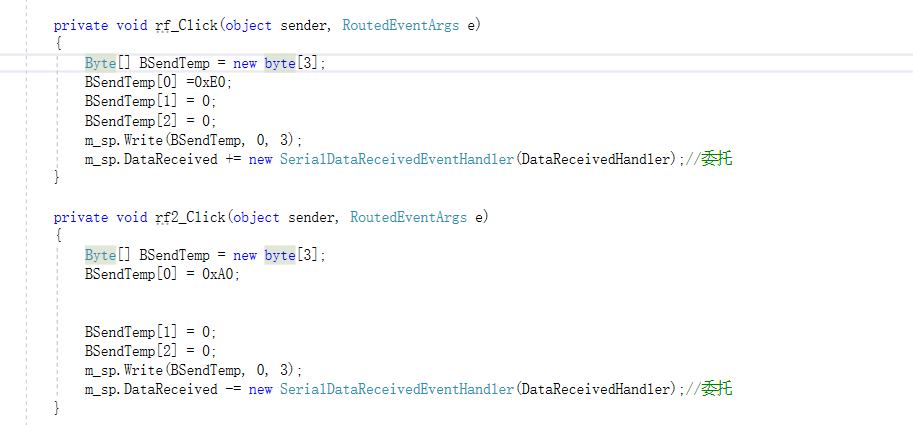 private void rf_Click(object sender, RoutedEventArgs e)
{
Byte[] BSendTemp = new byte[3];
BSendTemp[0] =0xE0;
BSendTemp[1] = 0;
BSendTemp[2] = 0;
m_sp.Write(BSendTemp, 0, 3);
m_sp.DataReceived += new SerialDataReceivedEventHandler(DataReceivedHandler);//委托
}
private void rf2_Click(object sender, RoutedEventArgs e)
{
Byte[] BSendTemp = new byte[3];
BSendTemp[0] = 0xA0;
BSendTemp[1] = 0;
BSendTemp[2] = 0;
m_sp.Write(BSendTemp, 0, 3);
m_sp.DataReceived -= new SerialDataReceivedEventHandler(DataReceivedHandler);//委托
}